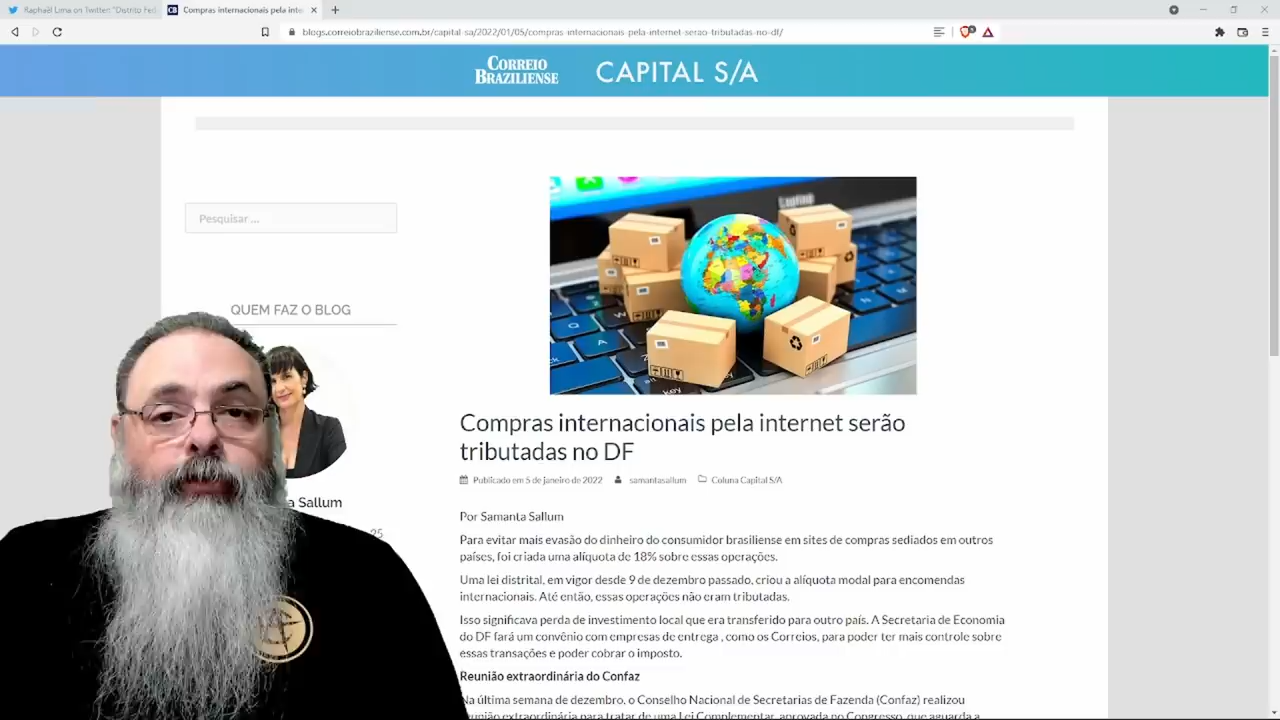 Raphaël Lima on Twitter: "Distrito Fed
Compras internacionais pela inte
blogs.correiobraziliense.com.br/capital-sa/2022/01/05/compras-internacionais-pela-internet-serao-tributadas-no-df/
CORREIO
BRAZILIENSE
CAPITAL S/A
Pesquisar ...
QUEM FAZ O BLOG
a Sallum
25
Compras internacionais pela internet serão
tributadas no DF
Publicado em 5 de janeiro de 2022 samantasallum Coluna Capital S/A
Por Samanta Sallum
Para evitar mais evasão do dinheiro do consumidor brasiliense em sites de compras sediados em outros
países, foi criada uma alíquota de 18% sobre essas operações.
Uma lei distrital, em vigor desde 9 de dezembro passado, criou a alíquota modal para encomendas
internacionais. Até então, essas operações não eram tributadas.
Isso significava perda de investimento local que era transferido para outro país. A Secretaria de Economia
do DF fará um convênio com empresas de entrega , como os Correios, para poder ter mais controle sobre
essas transações e poder cobrar o imposto.
Reunião extraordinária do Confaz
Na última semana de dezembro, o Conselho Nacional de Secretarias de Fazenda (Confaz) realizou
reunião extraordinária para tratar de uma Lei Complementar, aprovada no Congresso, que aguarda a